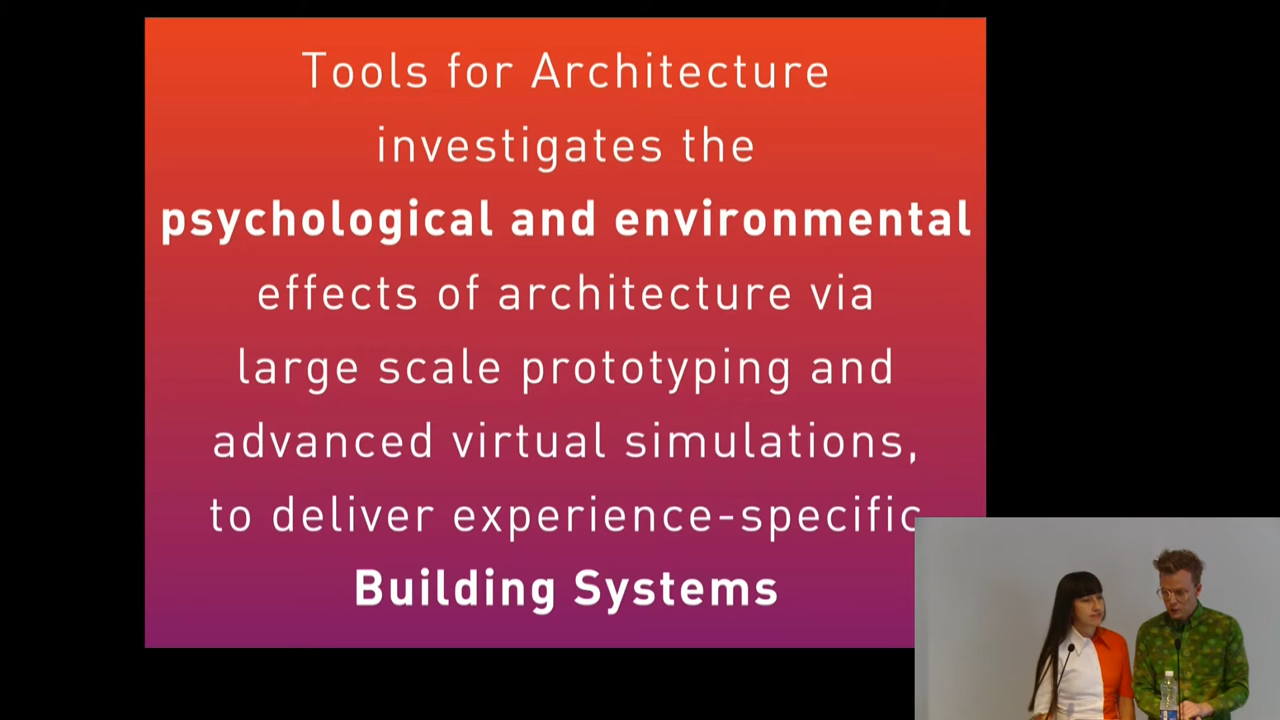 Tools for Architecture
investigates the
psychological and environmental
effects of architecture via
large scale prototyping and
advanced virtual simulations,
to deliver experience-specific
Building Systems